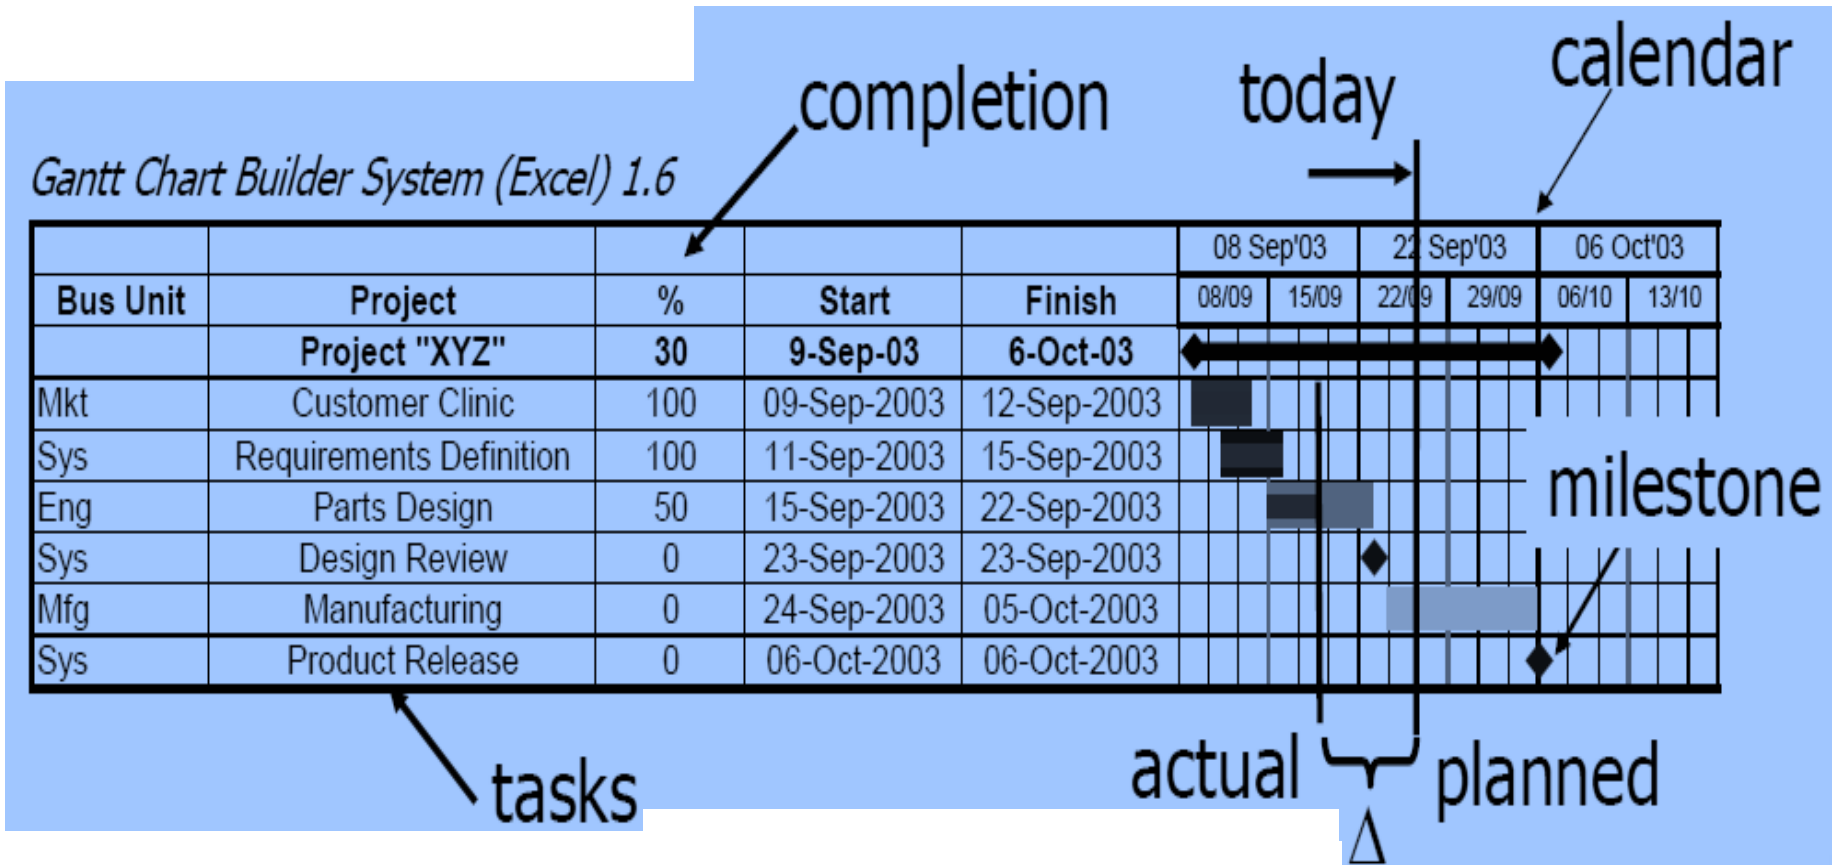 calendar
today
completion
Gantt Chart Builder System (Excel) 1.6
08 Sep'03 22 Sep'03 06 Oct'03
Bus Unit Project % Start Finish 08/09 15/09 22/09 29/09 06/10 13/10
Project "XYZ" 30 9-Sep-03 6-Oct-03
Mkt Customer Clinic 100 09-Sep-2003 12-Sep-2003
Sys Requirements Definition 100 11-Sep-2003 15-Sep-2003
milestone
Eng Parts Design 50 15-Sep-2003 22-Sep-2003
Sys Design Review 0 23-Sep-2003 23-Sep-2003
Mfg Manufacturing 0 24-Sep-2003 05-Oct-2003
Sys Product Release 0 06-Oct-2003 06-Oct-2003
actual planned
tasks
Δ